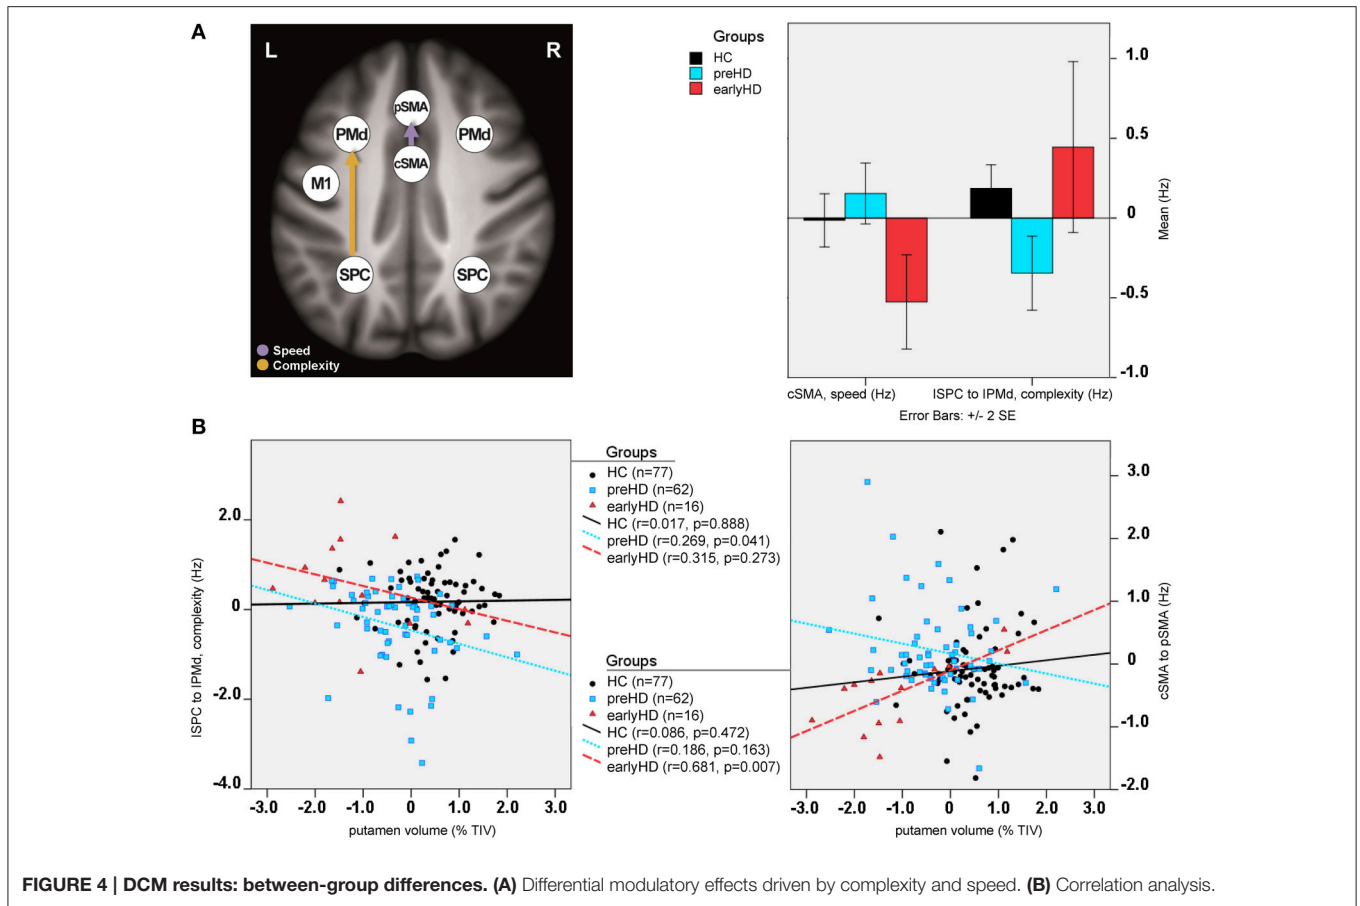 A
L
R
pSMA
PMd
PMd
cSMA
M1
SPC
SPC
Speed
Complexity
Groups
HC
preHD
earlyHD
1.0
0.5
0
-0.5
-1.0
Mean (Hz)
cSMA, speed (Hz)
ISPC to IPMd, complexity (Hz)
Error Bars: +/- 2 SE
B
ISPC to IPMd, complexity (Hz)
2.0
0
-2.0
-4.0
-3.0 -2.0 -1.0 0 1.0 2.0 3.0
putamen volume (% TIV)
Groups
HC (n=77)
preHD (n=62)
earlyHD (n=16)
HC (r=0.017, p=0.888)
preHD (r=0.269, p=0.041)
earlyHD (r=0.315, p=0.273)
Groups
HC (n=77)
preHD (n=62)
earlyHD (n=16)
HC (r=0.086, p=0.472)
preHD (r=0.186, p=0.163)
earlyHD (r=0.681, p=0.007)
3.0
2.0
1.0
0
-1.0
-2.0
cSMA to pSMA (Hz)
-3.0 -2.0 -1.0 0 1.0 2.0 3.0
putamen volume (% TIV)
FIGURE 4 | DCM results: between-group differences. (A) Differential modulatory effects driven by complexity and speed. (B) Correlation analysis.